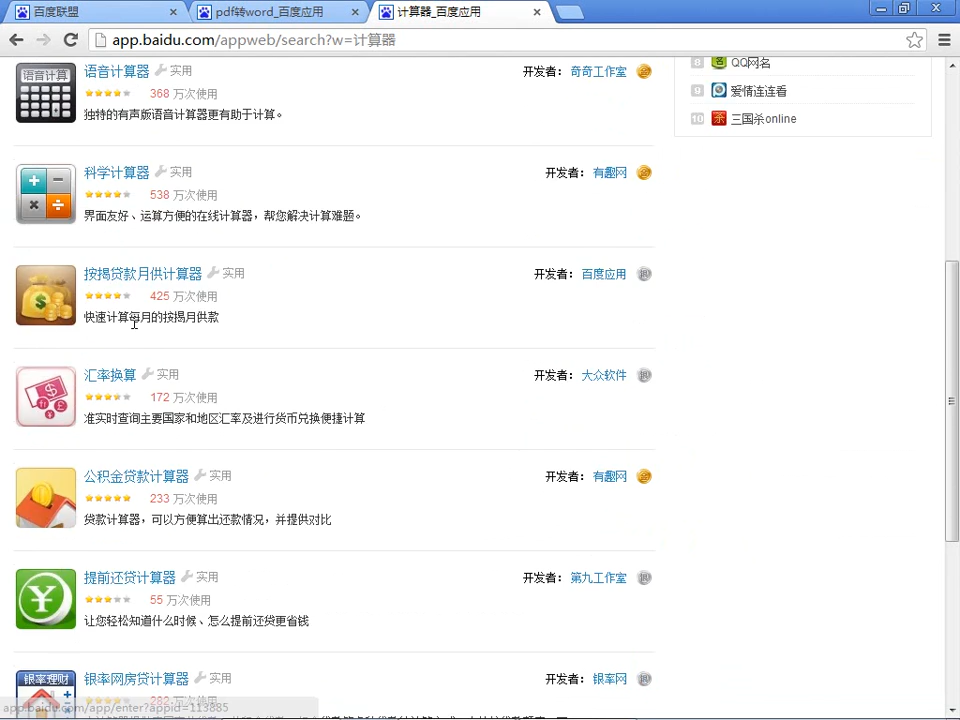 百度联盟
pdf转word_百度应用
计算器_百度应用
app.baidu.com/appweb/search?w=计算器
语音计算
语音计算器 实用
开发者： 奇奇工作室
368 万次使用
独特的有声版语音计算器更有助于计算。
8 QQ网名
9 爱情连连看
10 三国杀online
科学计算器 实用
开发者： 有趣网
538 万次使用
界面友好、运算方便的在线计算器，帮您解决计算难题。
按揭贷款月供计算器 实用
开发者： 百度应用
425 万次使用
快速计算每月的按揭月供款
汇率换算 实用
开发者： 大众软件
172 万次使用
准实时查询主要国家和地区汇率及进行货币兑换便捷计算
公积金贷款计算器 实用
开发者： 有趣网
233 万次使用
贷款计算器，可以方便算出还款情况，并提供对比
提前还贷计算器 实用
开发者： 第九工作室
55 万次使用
让您轻松知道什么时候、怎么提前还贷更省钱
银率理财
银率网房贷计算器 实用
开发者： 银率网
282 万次使用
app.baidu.com/app/enter?appid=113885